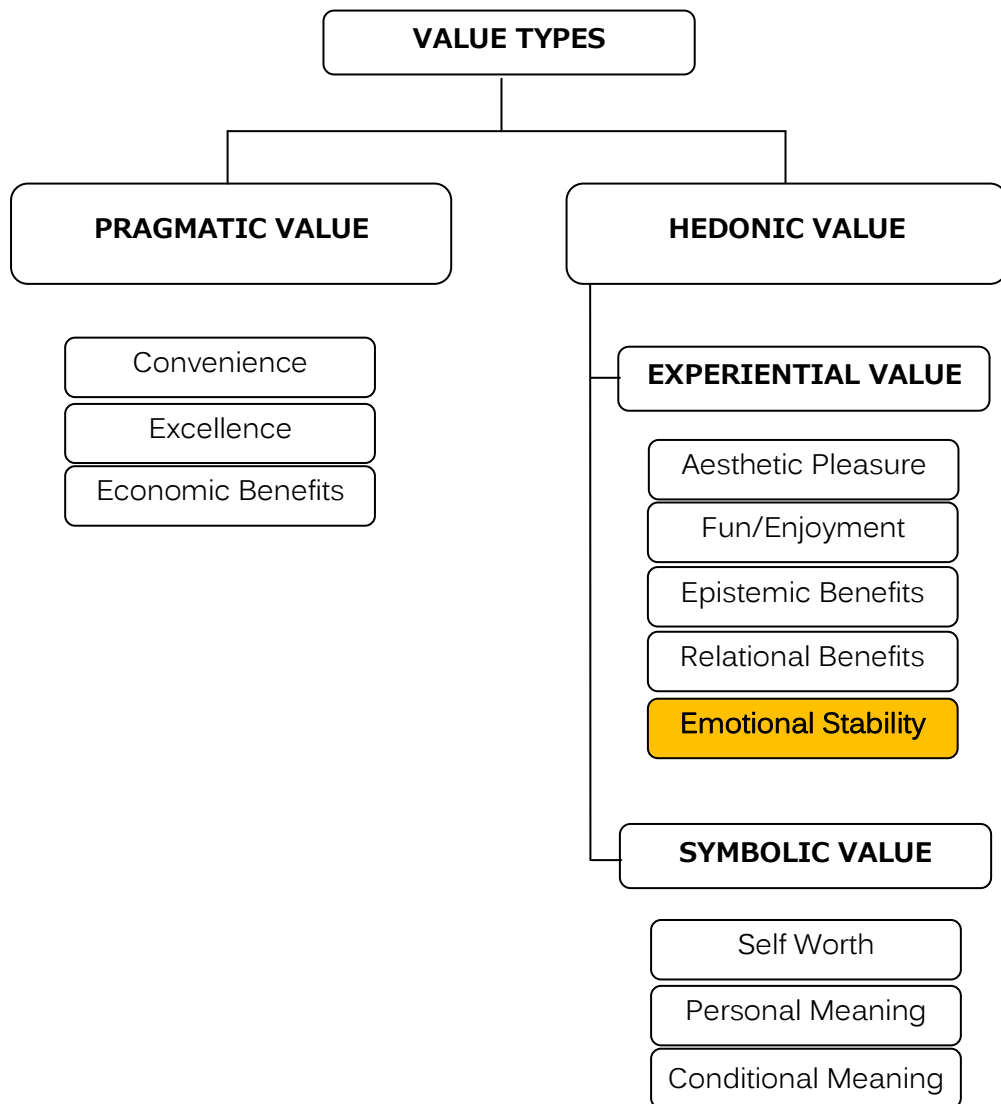 VALUE TYPES
PRAGMATIC VALUE
HEDONIC VALUE
Convenience
Excellence
Economic Benefits
EXPERIENTIAL VALUE
Aesthetic Pleasure
Fun/Enjoyment
Epistemic Benefits
Relational Benefits
Emotional Stability
SYMBOLIC VALUE
Self Worth
Personal Meaning
Conditional Meaning